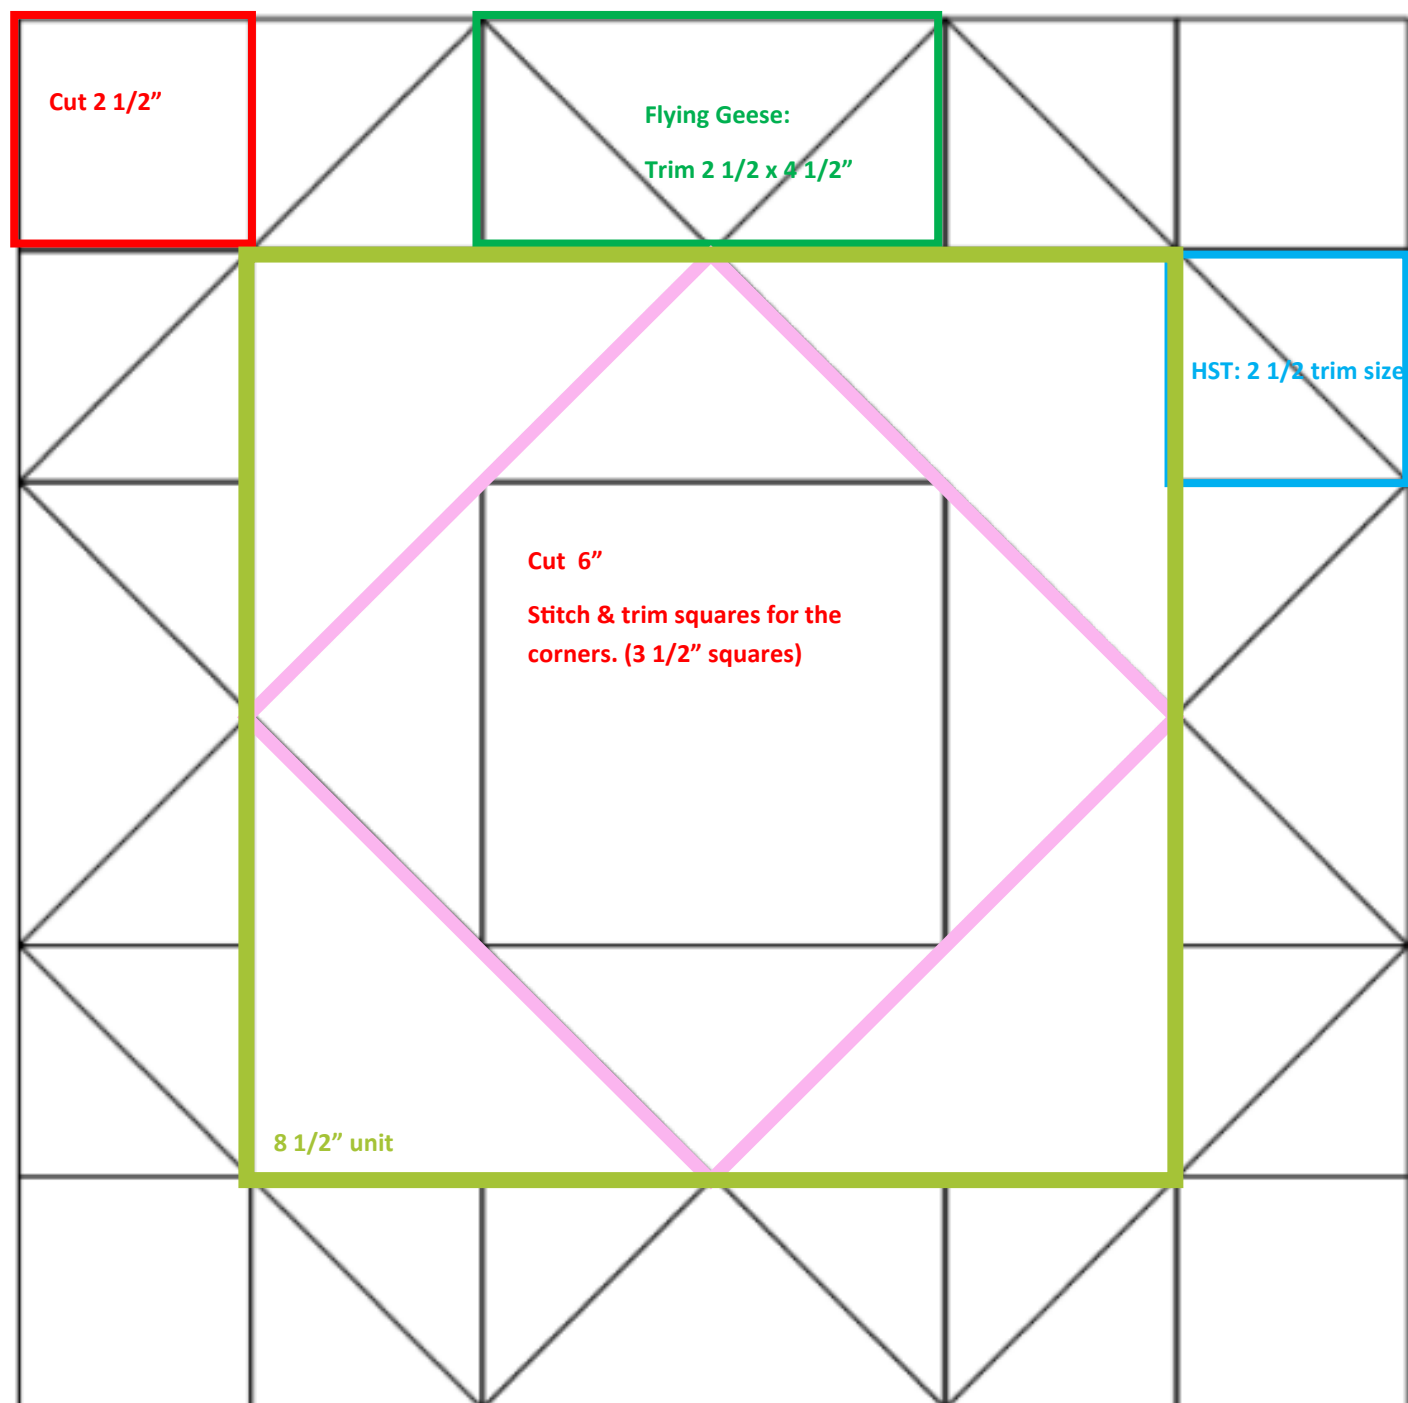 Cut 2 1/2”
Flying Geese:
Trim 2 1/2 x 4 1/2”
HST: 2 1/2 trim size
Cut  6”
Stitch & trim squares for the
corners. (3 1/2” squares)
8 1/2” unit